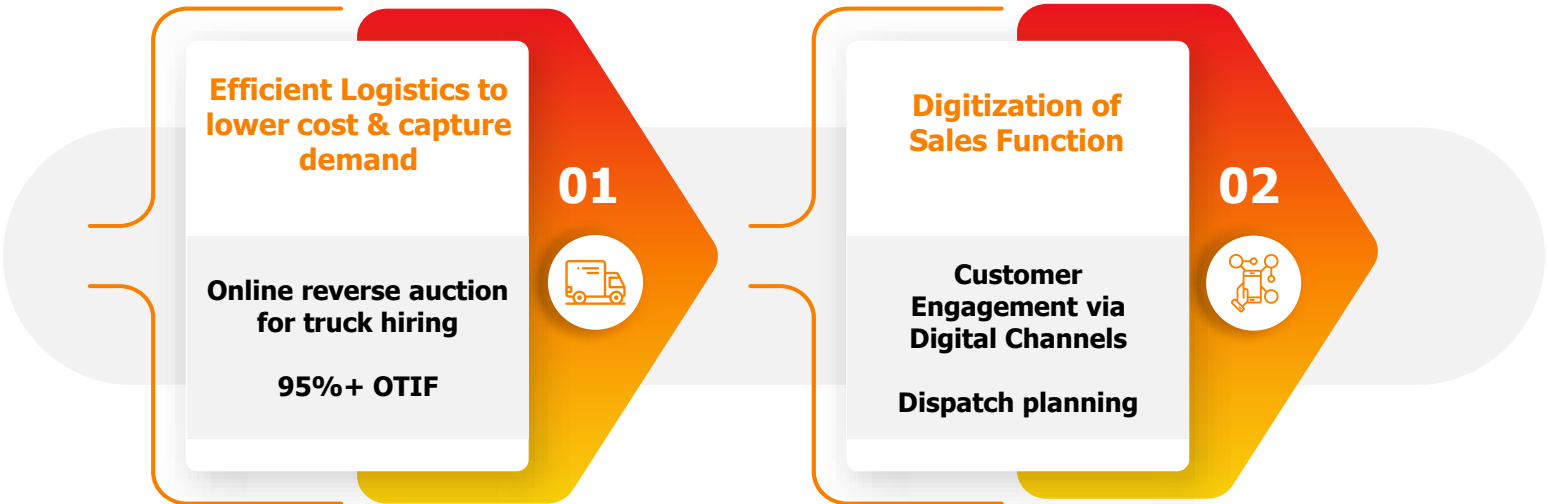 Efficient Logistics to
lower cost & capture
demand
01
Online reverse auction
for truck hiring
95%+ OTIF
Digitization of
Sales Function
02
Customer
Engagement via
Digital Channels
Dispatch planning